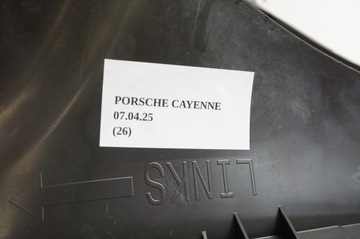 PORSCHE CAYENNE
07.04.25
(26)
LINKS